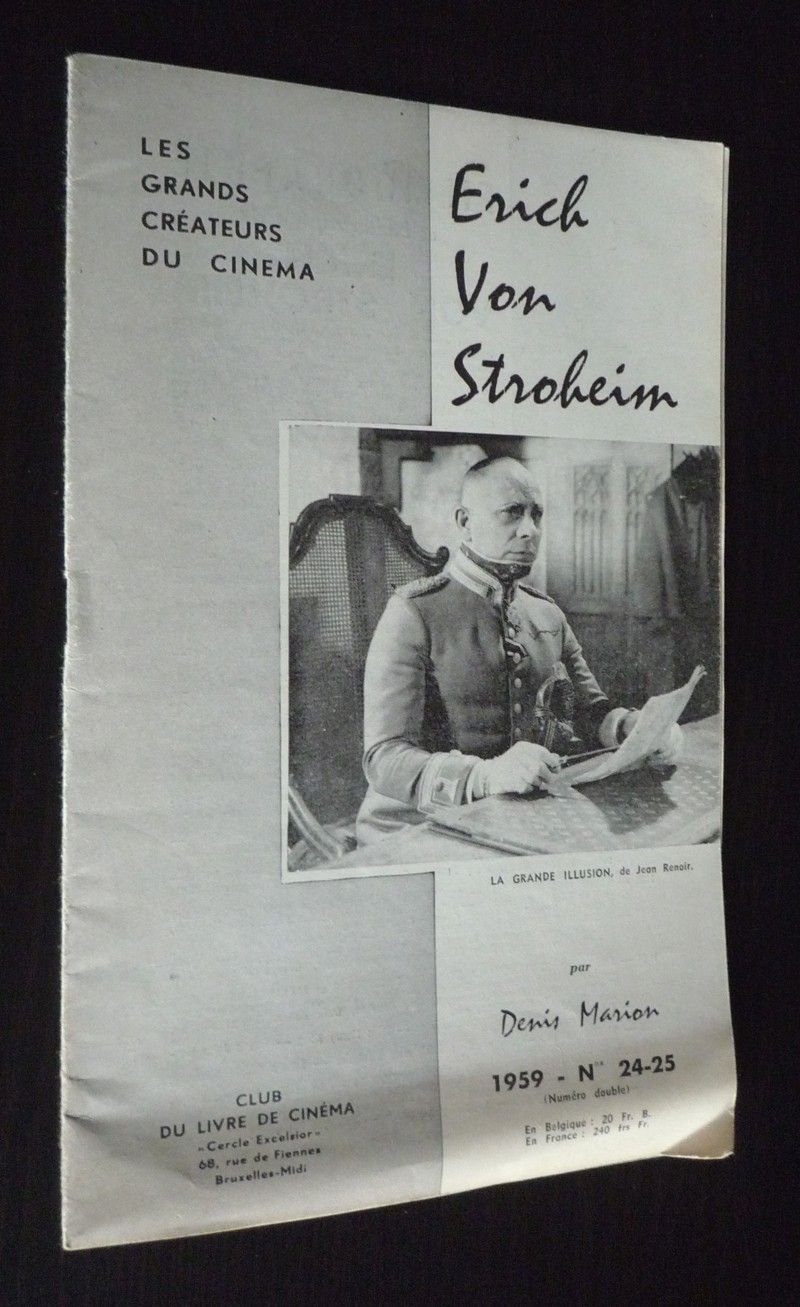 LES
GRANDS
CRÉATEURS
DU CINEMA
Erich
Von
Stroheim
LA GRANDE ILLUSION, de Jean Renoir.
par
Denis Marion
1959 - Nos 24-25
(Numéro double)
En Belgique : 20 Fr. B.
En France : 240 frs Fr.
CLUB
DU LIVRE DE CINÉMA
"Cercle Excelsior"
68, rue de Fiennes
Bruxelles-Midi